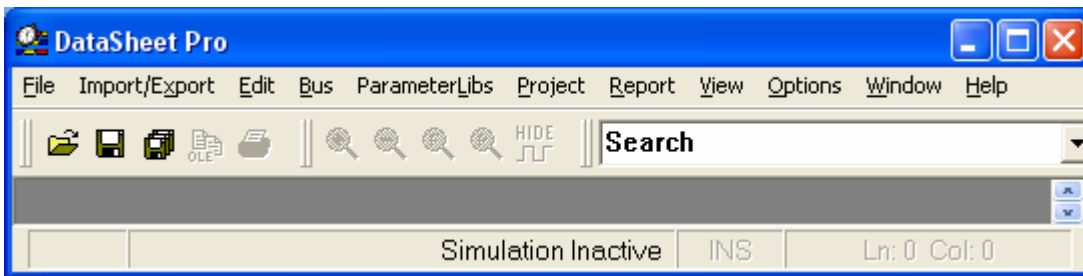 DataSheet Pro
File Import/Export Edit Bus ParameterLibs Project Report View Options Window Help
OLE HIDE Search
Simulation Inactive INS Ln: 0 Col: 0